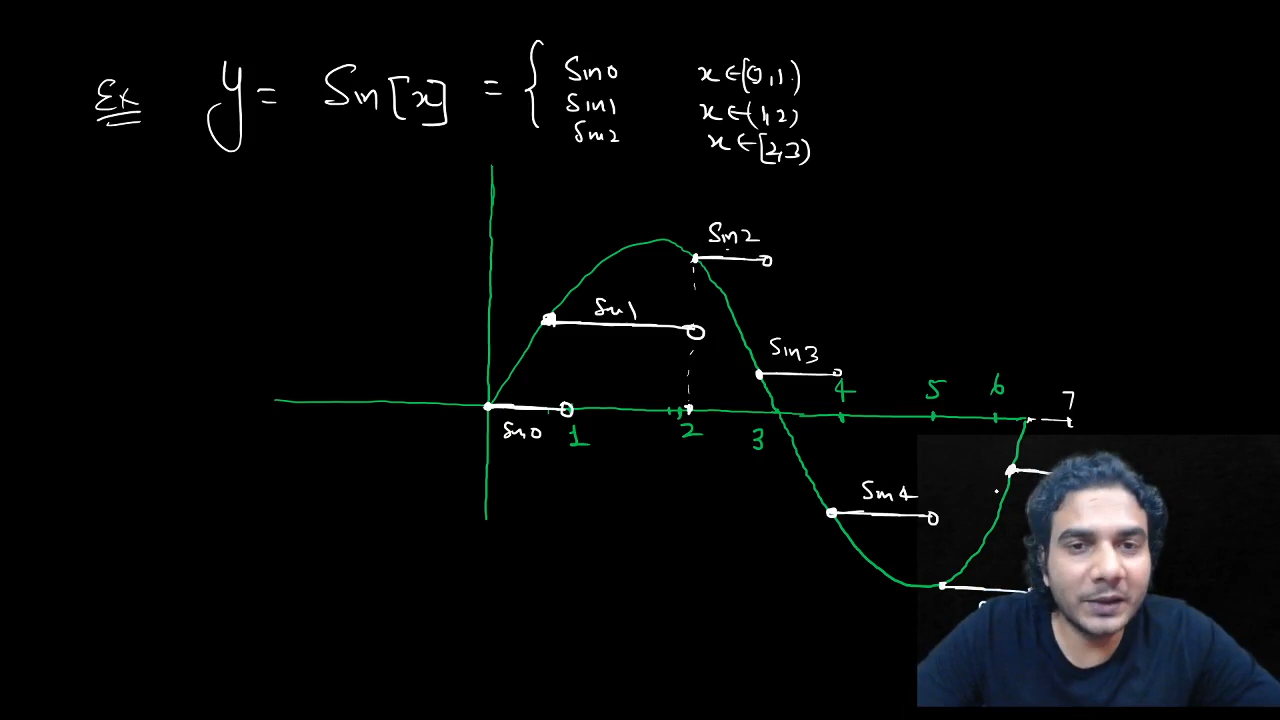 Ex y = Sin[x] = { Sin0 x∈[0,1)
Sin1 x∈(1,2)
Sin2 x∈[2,3)
Sin2
Sin1
Sin3
4 5 6 7
Sin0 1 2 3
Sin4